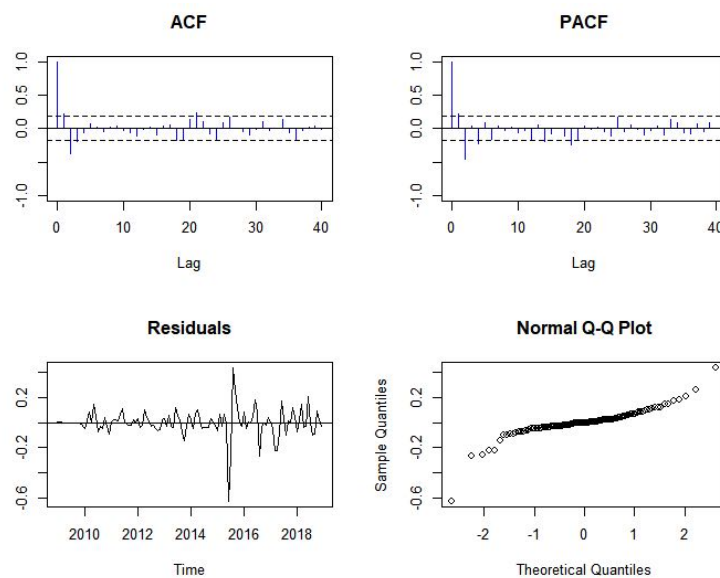 ACF
1.0
0.5
0.0
-1.0
0 10 20 30 40
Lag
PACF
1.0
0.5
0.0
-1.0
0 10 20 30 40
Lag
Residuals
0.2
-0.2
-0.6
2010 2012 2014 2016 2018
Time
Normal Q-Q Plot
Sample Quantiles
0.2
-0.2
-0.6
-2 -1 0 1 2
Theoretical Quantiles